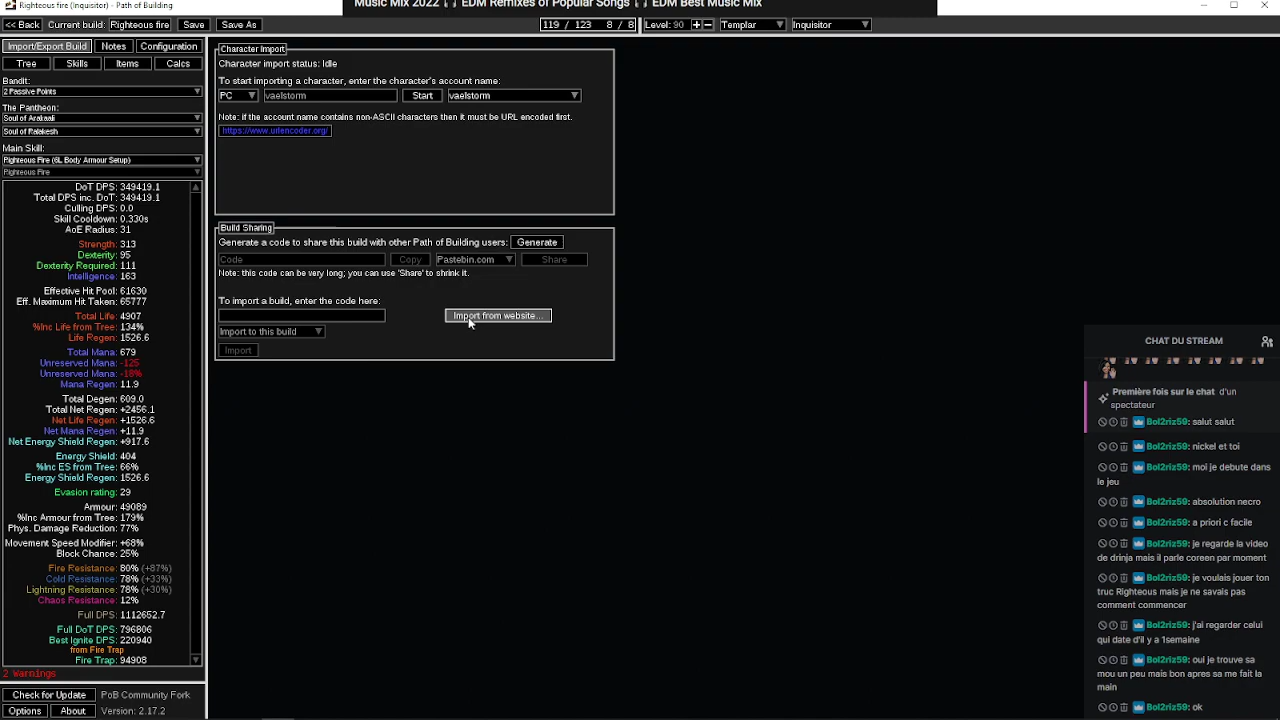 Righteous fire (Inquisitor) - Path of Building
Music Mix 2022 🎧 EDM Remixes of Popular Songs 🎧 EDM Best Music Mix
<< Back Current build: Righteous fire Save Save As 119 / 123 8 / 8 Level: 90 + - Templar Inquisitor
Import/Export Build Notes Configuration
Tree Skills Items Calcs
Bandit:
2 Passive Points
The Pantheon:
Soul of Arakaali
Soul of Ralakesh
Main Skill:
Righteous Fire (6L Body Armour Setup)
Righteous Fire
DoT DPS: 349419.1
Total DPS inc. DoT: 349419.1
Culling DPS: 0.0
Skill Cooldown: 0.330s
AoE Radius: 31
Strength: 313
Dexterity: 95
Dexterity Required: 111
Intelligence: 163
Effective Hit Pool: 61630
Eff. Maximum Hit Taken: 65777
Total Life: 4907
%Inc Life from Tree: 134%
Life Regen: 1526.6
Total Mana: 679
Unreserved Mana: -125
Unreserved Mana: -18%
Mana Regen: 11.9
Total Degen: 609.0
Total Net Regen: +2456.1
Net Life Regen: +1526.6
Net Mana Regen: +11.9
Net Energy Shield Regen: +917.6
Energy Shield: 404
%Inc ES from Tree: 66%
Energy Shield Regen: 1526.6
Evasion rating: 29
Armour: 49089
%Inc Armour from Tree: 179%
Phys. Damage Reduction: 77%
Movement Speed Modifier: +68%
Block Chance: 25%
Fire Resistance: 80% (+87%)
Cold Resistance: 78% (+33%)
Lightning Resistance: 78% (+30%)
Chaos Resistance: 12%
Full DPS: 1112652.7
Full DoT DPS: 796806
Best Ignite DPS: 220940
from Fire Trap
Fire Trap: 94908
2 Warnings
Check for Update PoB Community Fork
Options About Version: 2.17.2
Character Import
Character import status: Idle
To start importing a character, enter the character's account name:
PC vaelstorm Start vaelstorm
Note: if the account name contains non-ASCII characters then it must be URL encoded first.
https://www.urlencoder.org/
Build Sharing
Generate a code to share this build with other Path of Building users: Generate
Code Copy Pastebin.com Share
Note: this code can be very long; you can use 'Share' to shrink it.
To import a build, enter the code here:
Import from website...
Import to this build
Import
CHAT DU STREAM
Première fois sur le chat d'un
spectateur
Bol2riz59: salut salut
Bol2riz59: nickel et toi
Bol2riz59: moi je debute dans
le jeu
Bol2riz59: absolution necro
Bol2riz59: a priori c facile
Bol2riz59: je regarde la video
de drinja mais il parle coreen par moment
Bol2riz59: je voulais jouer ton
truc Righteous mais je ne savais pas
comment commencer
Bol2riz59: j'ai regarder celui
qui date d'il y a 1semaine
Bol2riz59: oui je trouve sa
mou un peu mais bon apres sa me fait la
main
Bol2riz59: ok